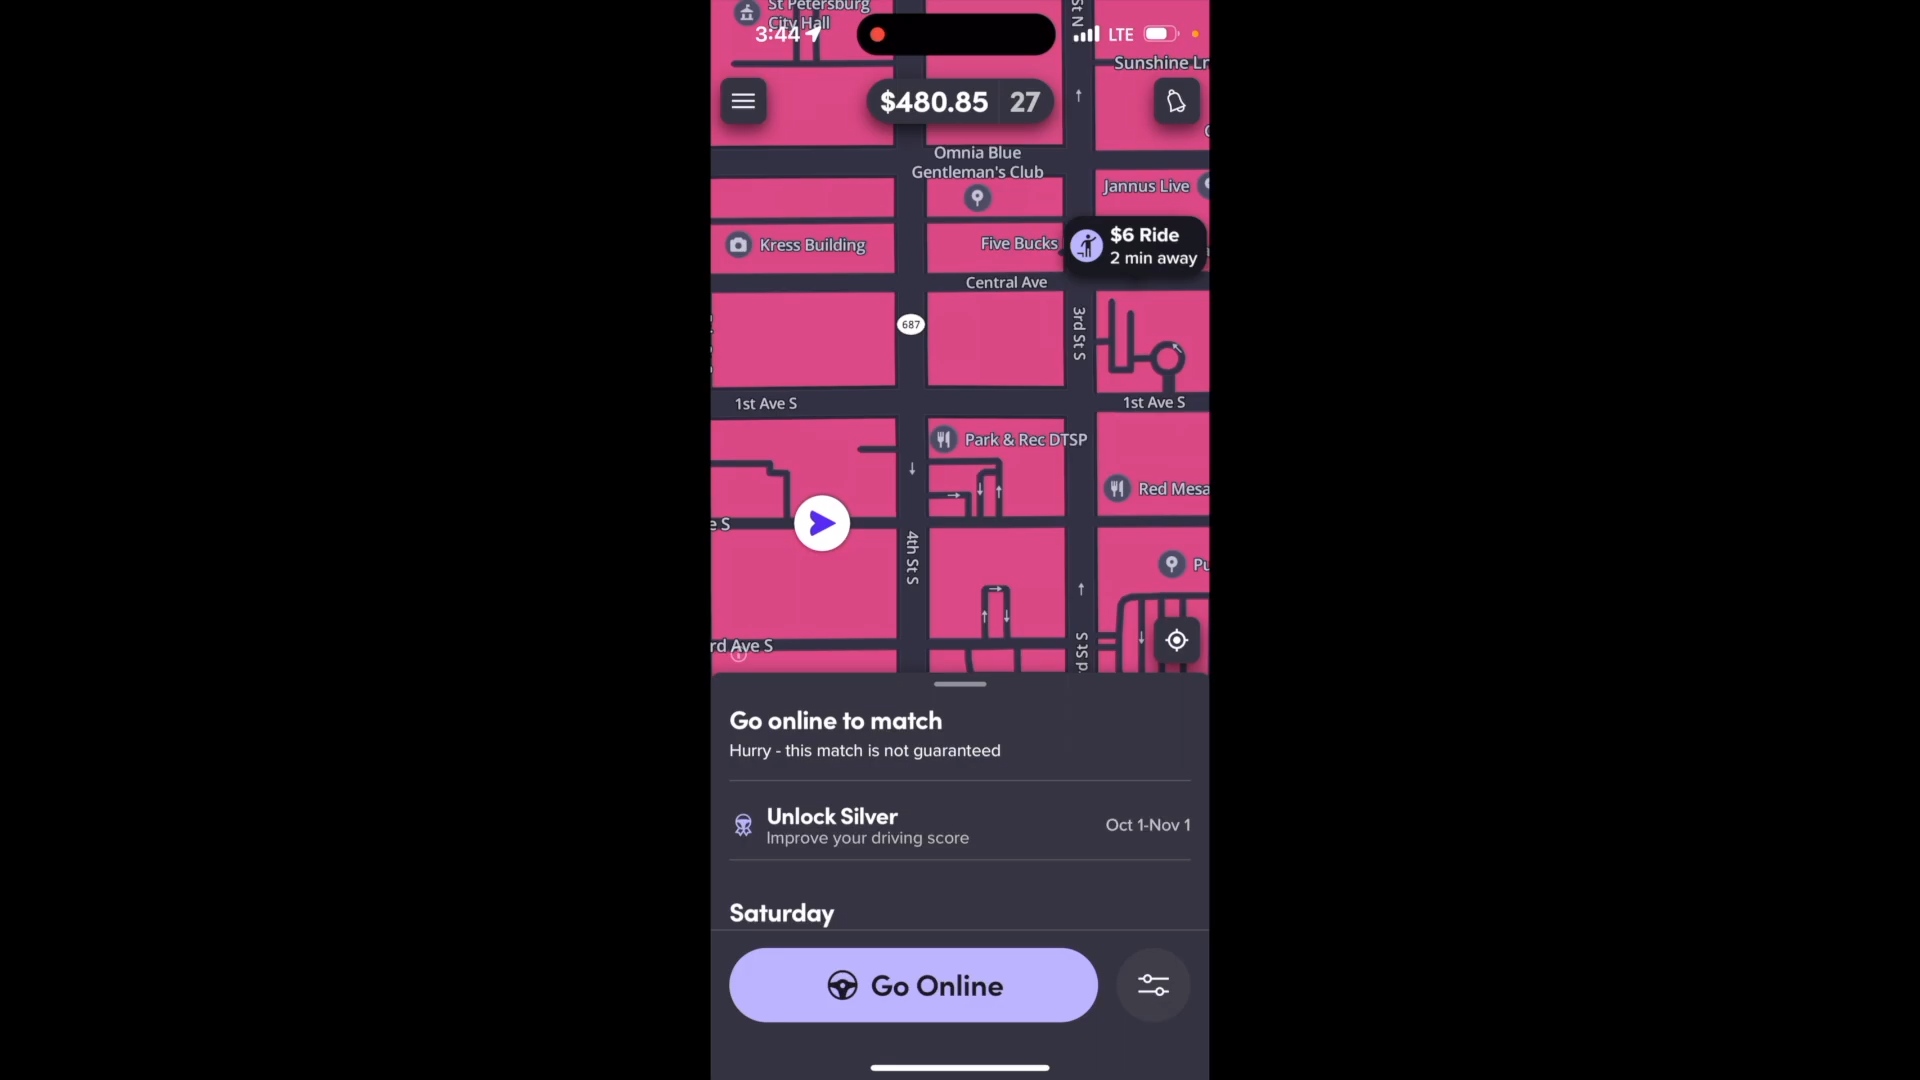 St Petersburg
City Hall
3:44
LTE
St N
Sunshine Ln
$480.85 27
Omnia Blue
Gentleman's Club
Jannus Live
Kress Building
Five Bucks
$6 Ride
2 min away
Central Ave
687
3rd St S
1st Ave S
1st Ave S
Park & Rec DTSP
Red Mesa
e S
4th St S
Pu
rd Ave S
d St S
Go online to match
Hurry - this match is not guaranteed
Unlock Silver
Improve your driving score
Oct 1-Nov 1
Saturday
Go Online